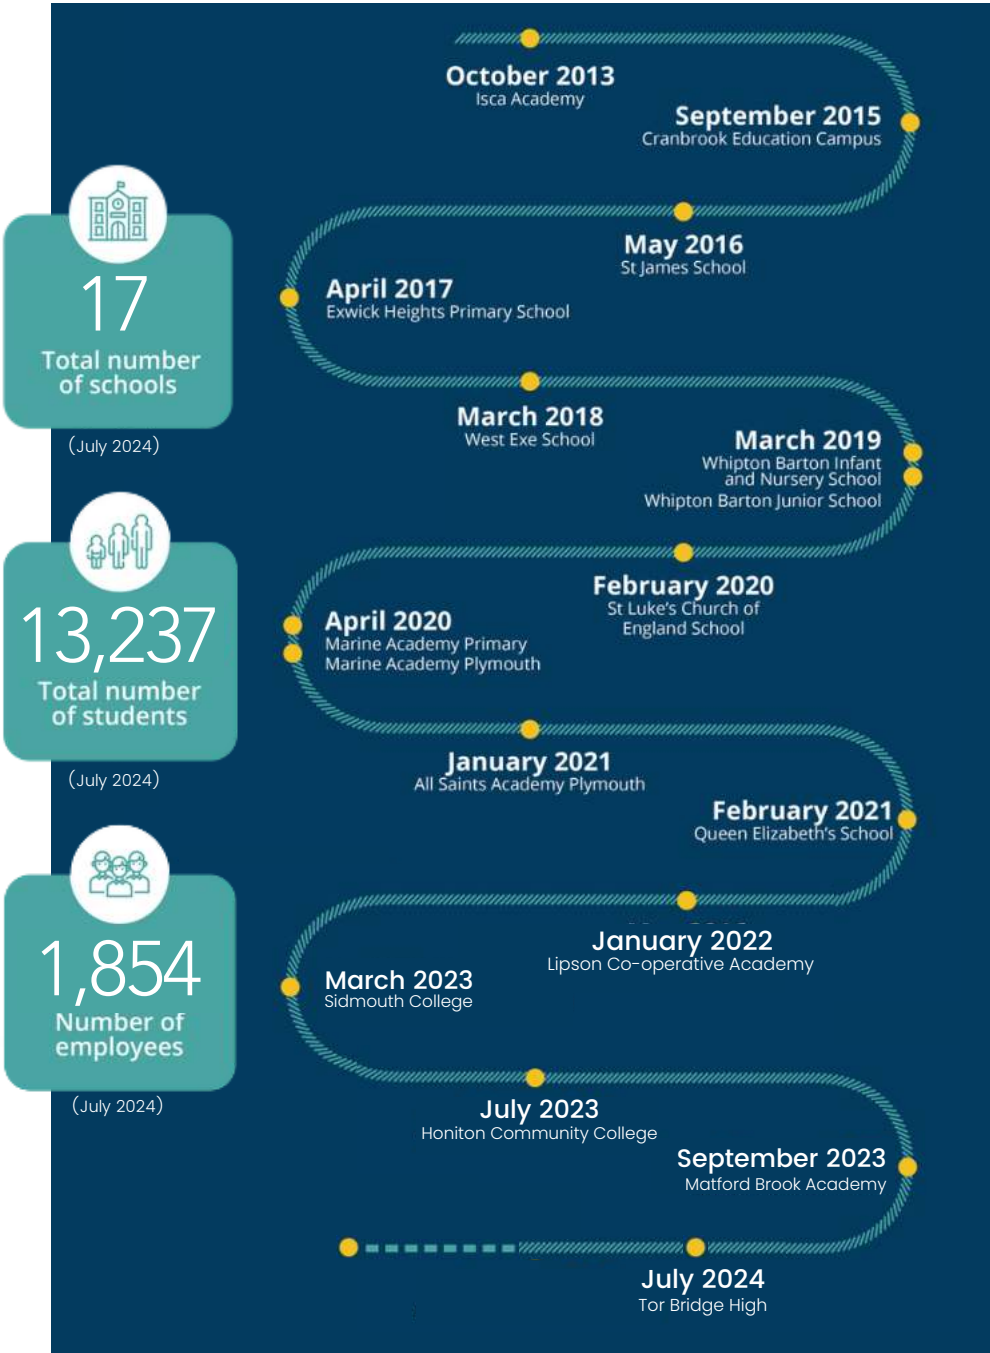 October 2013
Isca Academy
September 2015
Cranbrook Education Campus
May 2016
St James School
April 2017
Exwick Heights Primary School
March 2018
West Exe School
March 2019
Whipton Barton Infant
and Nursery School
Whipton Barton Junior School
February 2020
St Luke's Church of
England School
April 2020
Marine Academy Primary
Marine Academy Plymouth
January 2021
All Saints Academy Plymouth
February 2021
Queen Elizabeth's School
January 2022
Lipson Co-operative Academy
March 2023
Sidmouth College
July 2023
Honiton Community College
September 2023
Matford Brook Academy
July 2024
Tor Bridge High
17
Total number
of schools
(July 2024)
13,237
Total number
of students
(July 2024)
1,854
Number of
employees
(July 2024)